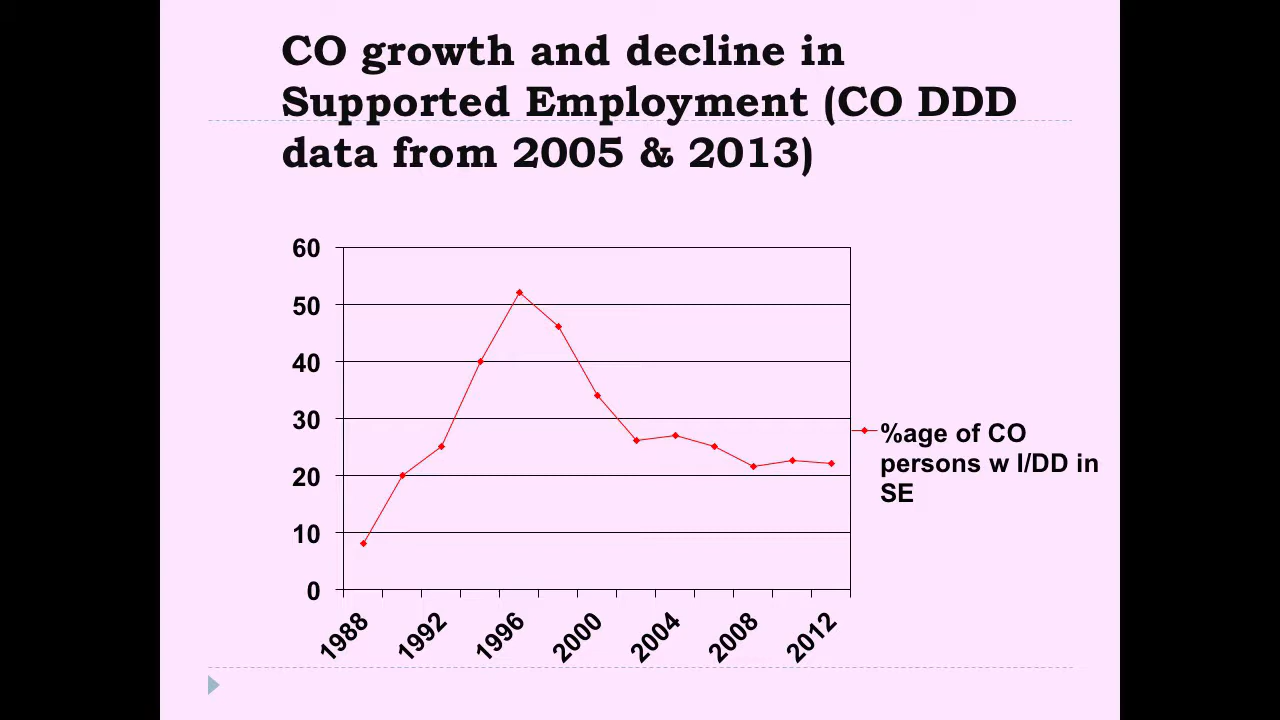 CO growth and decline in
Supported Employment (CO DDD
data from 2005 & 2013)
60
50
40
30
20
10
0
1988
1992
1996
2000
2004
2008
2012
%age of CO
persons w I/DD in
SE